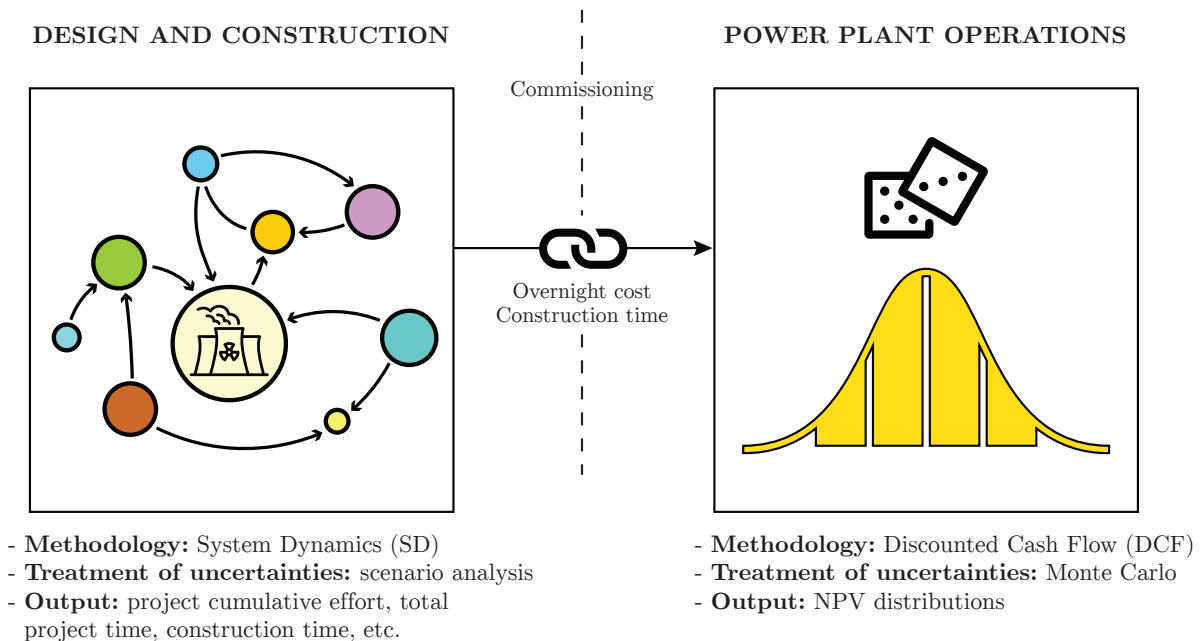 DESIGN AND CONSTRUCTION
POWER PLANT OPERATIONS
Commissioning
Overnight cost
Construction time
- Methodology: System Dynamics (SD)
- Treatment of uncertainties: scenario analysis
- Output: project cumulative effort, total
project time, construction time, etc.
- Methodology: Discounted Cash Flow (DCF)
- Treatment of uncertainties: Monte Carlo
- Output: NPV distributions